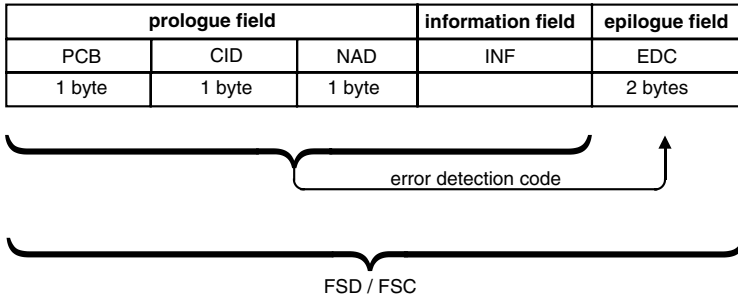 prologue field information field epilogue field
PCB CID NAD INF EDC
1 byte 1 byte 1 byte 2 bytes
error detection code
FSD / FSC